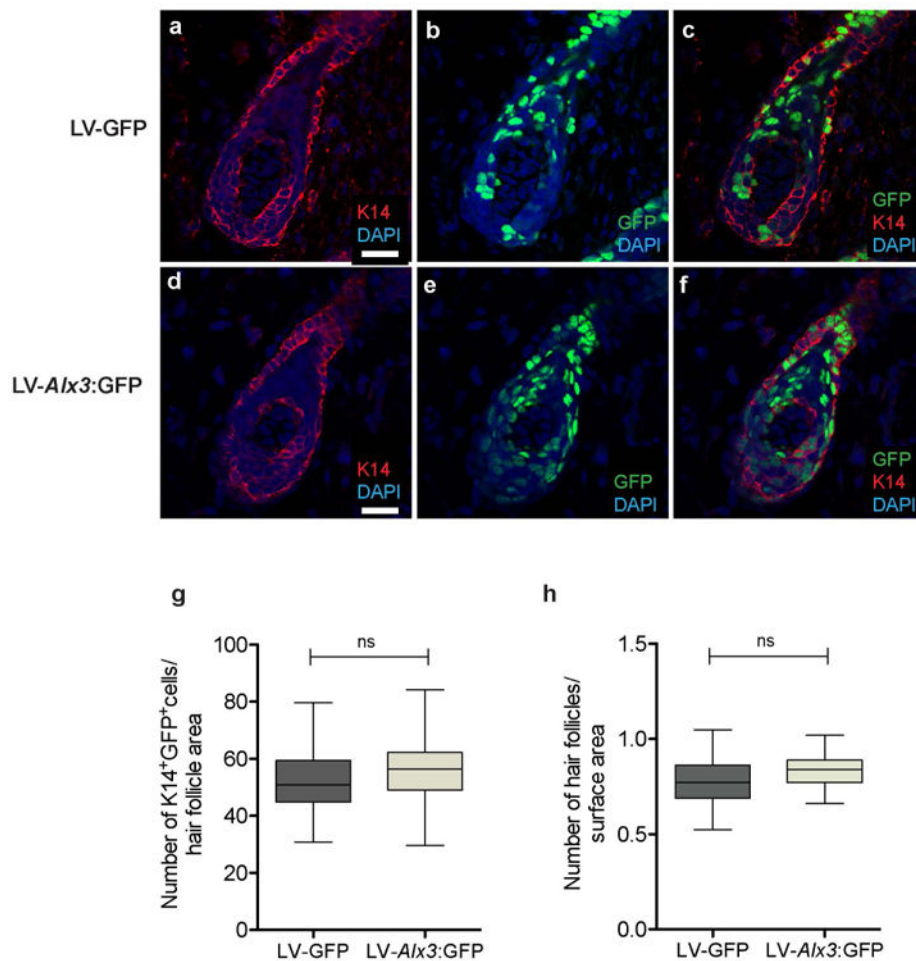 a
b
c
LV-GFP
K14
DAPI
GFP
DAPI
GFP
K14
DAPI
d
e
f
LV-Alx3:GFP
K14
DAPI
GFP
DAPI
GFP
K14
DAPI
g
Number of K14⁺GFP⁺cells/
hair follicle area
100
80
60
40
20
0
ns
LV-GFP
LV-Alx3:GFP
h
Number of hair follicles/
surface area
1.5
1.0
0.5
0.0
ns
LV-GFP
LV-Alx3:GFP